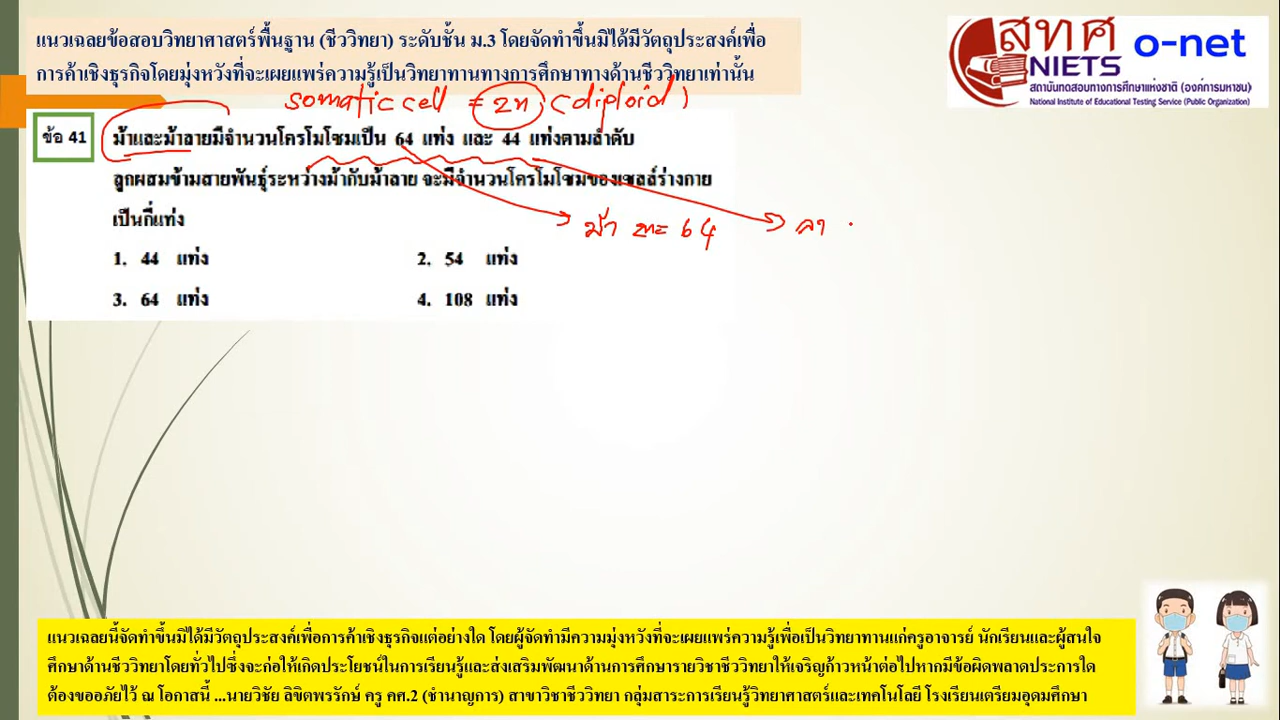 แนวเฉลยข้อสอบวิทยาศาสตร์พื้นฐาน (ชีววิทยา) ระดับชั้น ม.3 โดยจัดทำขึ้นมิได้มีวัตถุประสงค์เพื่อ
การค้าเชิงธุรกิจโดยมุ่งหวังที่จะเผยแพร่ความรู้เป็นวิทยาทานทางการศึกษาทางด้านชีววิทยาเท่านั้น
สทศ
NIETS
o-net
สถาบันทดสอบทางการศึกษาแห่งชาติ (องค์การมหาชน)
National Institute of Educational Testing Service (Public Organization)
somatic cell = 2n (diploid)
ข้อ 41
ม้าและม้าลายมีจำนวนโครโมโซมเป็น 64 แท่ง และ 44 แท่งตามลำดับ
ลูกผสมข้ามสายพันธุ์ระหว่างม้ากับม้าลาย จะมีจำนวนโครโมโซมของเซลล์ร่างกาย
เป็นกี่แท่ง
ม้า 2n = 64
ลา
1. 44 แท่ง
2. 54 แท่ง
3. 64 แท่ง
4. 108 แท่ง
แนวเฉลยนี้จัดทำขึ้นมิได้มีวัตถุประสงค์เพื่อการค้าเชิงธุรกิจแต่อย่างใด โดยผู้จัดทำมีความมุ่งหวังที่จะเผยแพร่ความรู้เพื่อเป็นวิทยาทานแก่ครูอาจารย์ นักเรียนและผู้สนใจ
ศึกษาด้านชีววิทยาโดยทั่วไปซึ่งจะก่อให้เกิดประโยชน์ในการเรียนรู้และส่งเสริมพัฒนาด้านการศึกษารายวิชาชีววิทยาให้เจริญก้าวหน้าต่อไปหากมีข้อผิดพลาดประการใด
ต้องขออภัยไว้ ณ โอกาสนี้ ...นายวิชัย ลิขิตพรรักษ์ ครู คศ.2 (ชำนาญการ) สาขาวิชาชีววิทยา กลุ่มสาระการเรียนรู้วิทยาศาสตร์และเทคโนโลยี โรงเรียนเตรียมอุดมศึกษา